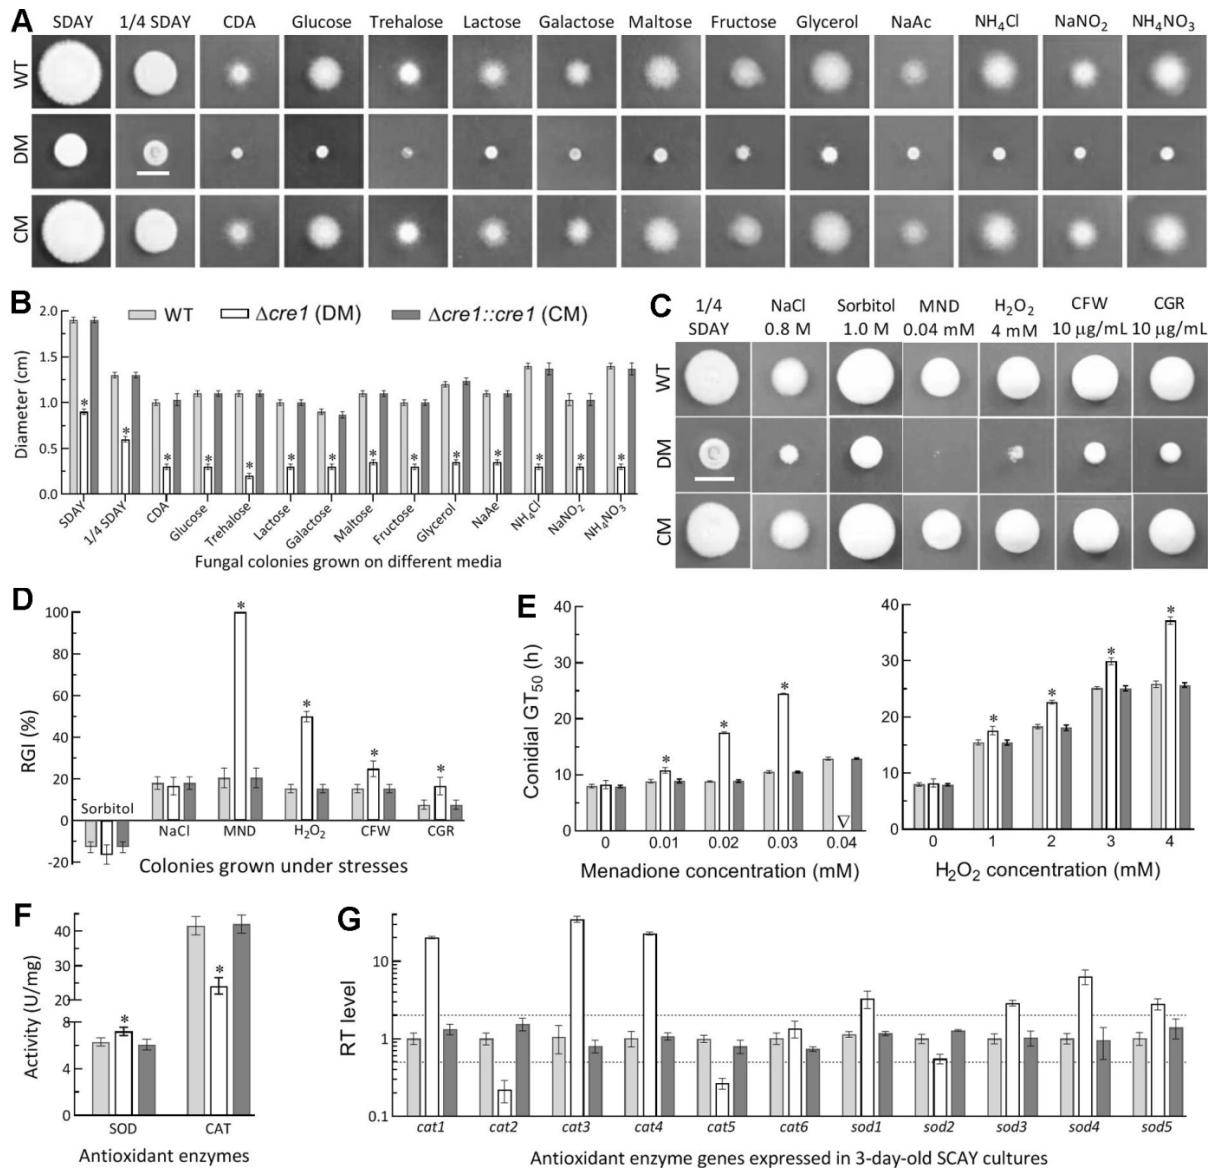 A
SDAY 1/4 SDAY CDA Glucose Trehalose Lactose Galactose Maltose Fructose Glycerol NaAc NH₄Cl NaNO₂ NH₄NO₃
WT
DM
CM
B
WT Δcre1 (DM) Δcre1::cre1 (CM)
Diameter (cm)
2.0
1.5
1.0
0.5
0.0
* * * * * * * * * * * * * *
SDAY 1/4 SDAY CDA Glucose Trehalose Lactose Galactose Maltose Fructose Glycerol NaAe NH₄Cl NaNO₂ NH₄NO₃
Fungal colonies grown on different media
C
1/4 NaCl Sorbitol MND H₂O₂ CFW CGR
SDAY 0.8 M 1.0 M 0.04 mM 4 mM 10 µg/mL 10 µg/mL
WT
DM
CM
D
RGI (%)
100
80
60
40
20
0
-20
* * * *
Sorbitol
NaCl MND H₂O₂ CFW CGR
Colonies grown under stresses
E
Conidial GT₅₀ (h)
40
30
20
10
0
* * *
0 0.01 0.02 0.03 0.04
Menadione concentration (mM)
40
30
20
10
0
* * * *
0 1 2 3 4
H₂O₂ concentration (mM)
F
Activity (U/mg)
40
30
20
8
4
0
* *
SOD CAT
Antioxidant enzymes
G
RT level
10
1
0.1
cat1 cat2 cat3 cat4 cat5 cat6 sod1 sod2 sod3 sod4 sod5
Antioxidant enzyme genes expressed in 3-day-old SCAY cultures